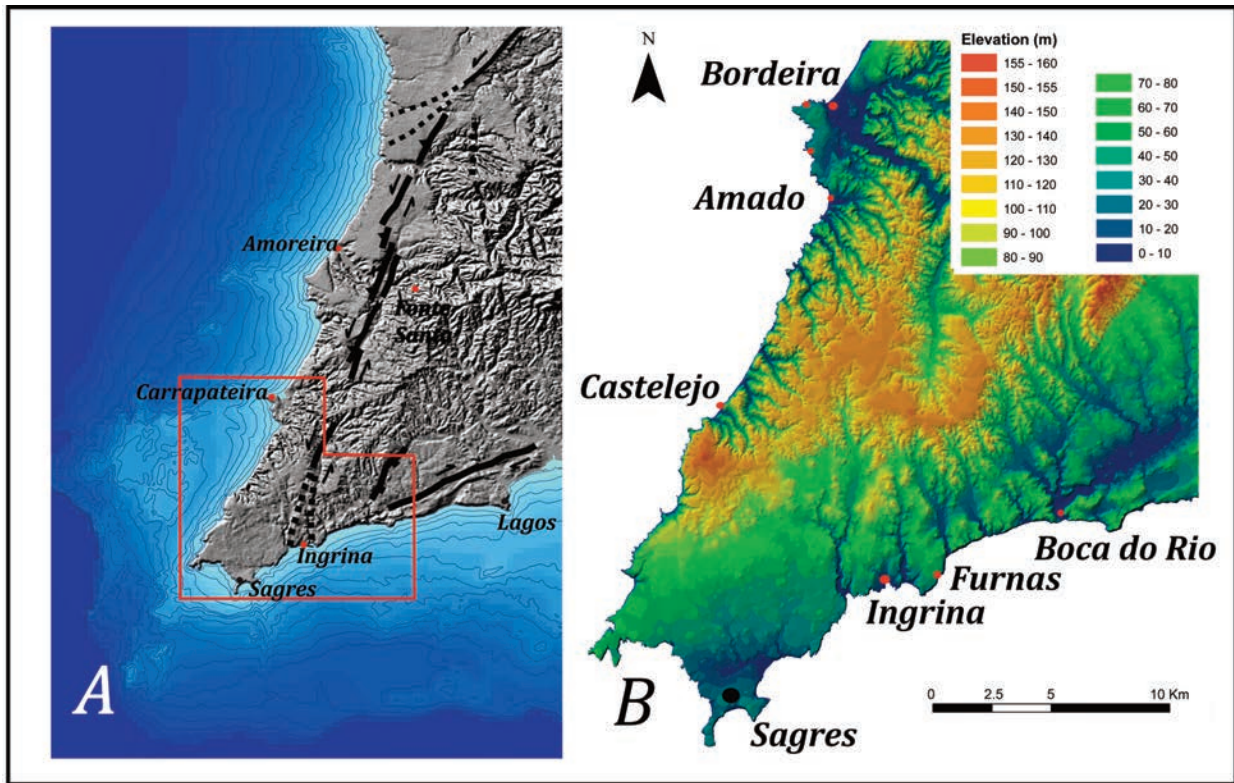 Amoreira
Fonte
Santa
Carrapateira
Lagos
Ingrina
Sagres
A
N
Bordeira
Amado
Castelejo
Boca do Rio
Furnas
Ingrina
Sagres
B
Elevation (m)
155 - 160
150 - 155
140 - 150
130 - 140
120 - 130
110 - 120
100 - 110
90 - 100
80 - 90
70 - 80
60 - 70
50 - 60
40 - 50
30 - 40
20 - 30
10 - 20
0 - 10
0 2.5 5 10 Km